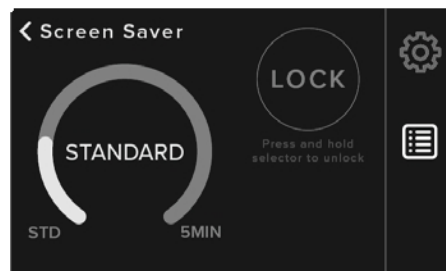 Screen Saver
LOCK
Press and hold
selector to unlock
STANDARD
STD
5MIN